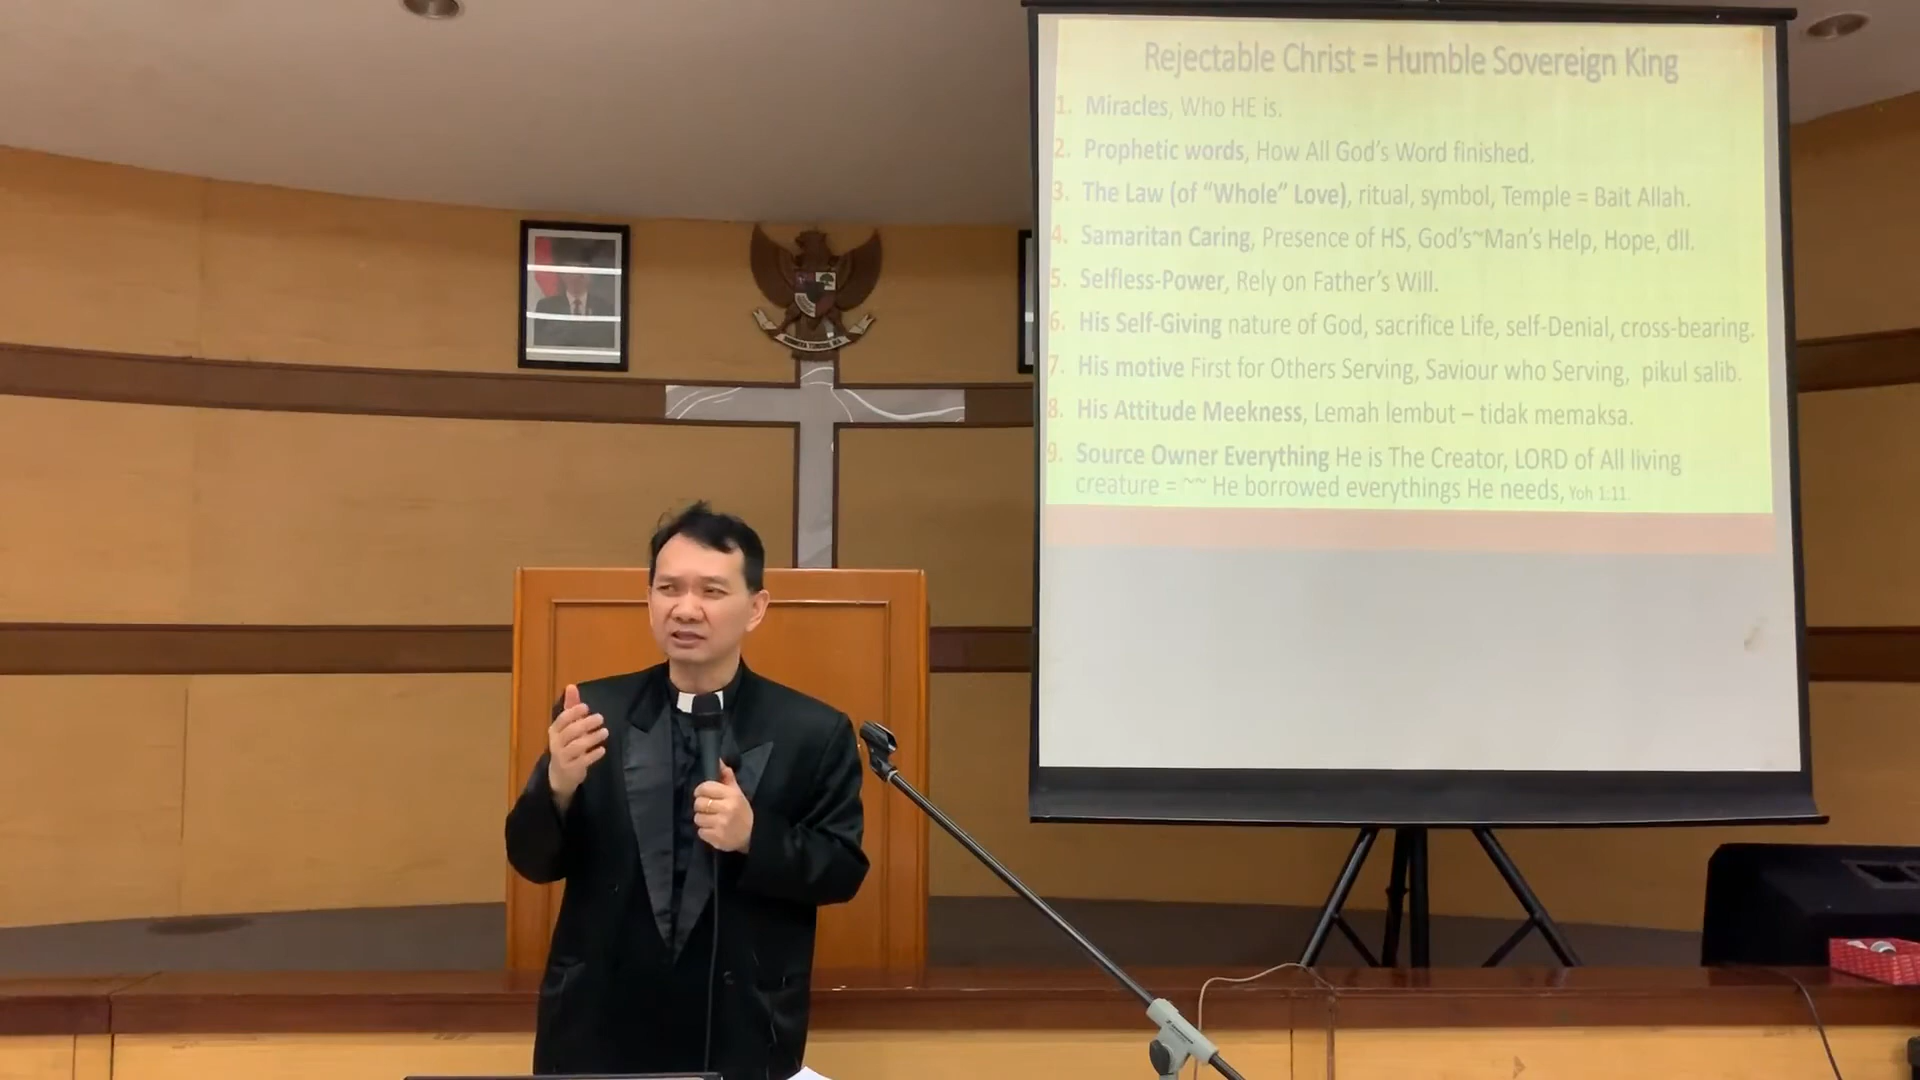 Rejectable Christ = Humble Sovereign King
1. Miracles, Who HE is.
2. Prophetic words, How All God's Word finished.
3. The Law (of "Whole" Love), ritual, symbol, Temple = Bait Allah.
4. Samaritan Caring, Presence of HS, God's~Man's Help, Hope, dll.
5. Selfless-Power, Rely on Father's Will.
6. His Self-Giving nature of God, sacrifice Life, self-Denial, cross-bearing.
7. His motive First for Others Serving, Saviour who Serving, pikul salib.
8. His Attitude Meekness, Lemah lembut – tidak memaksa.
9. Source Owner Everything He is The Creator, LORD of All living
creature = ~~ He borrowed everythings He needs, Yoh 1:11.